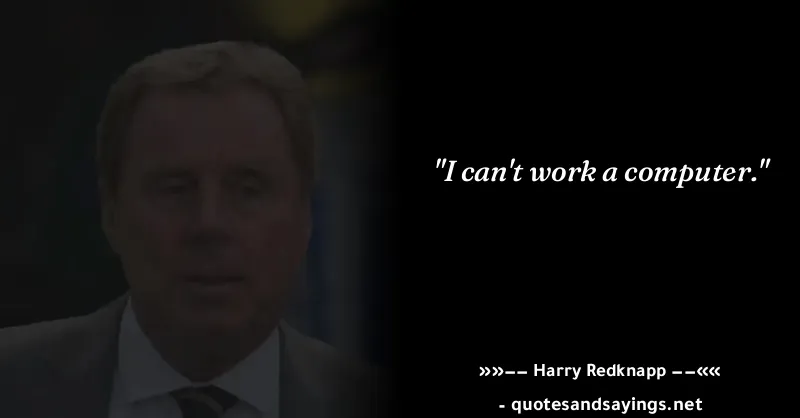 "I can't work a computer."
»»-- Harry Redknapp --««
- quotesandsayings.net